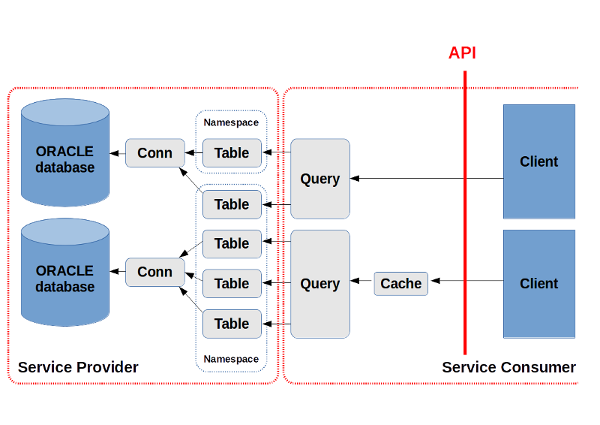 API
Namespace
ORACLE
database
Conn
Table
Query
Client
Table
ORACLE
database
Conn
Table
Table
Table
Query
Cache
Client
Namespace
Service Provider
Service Consumer